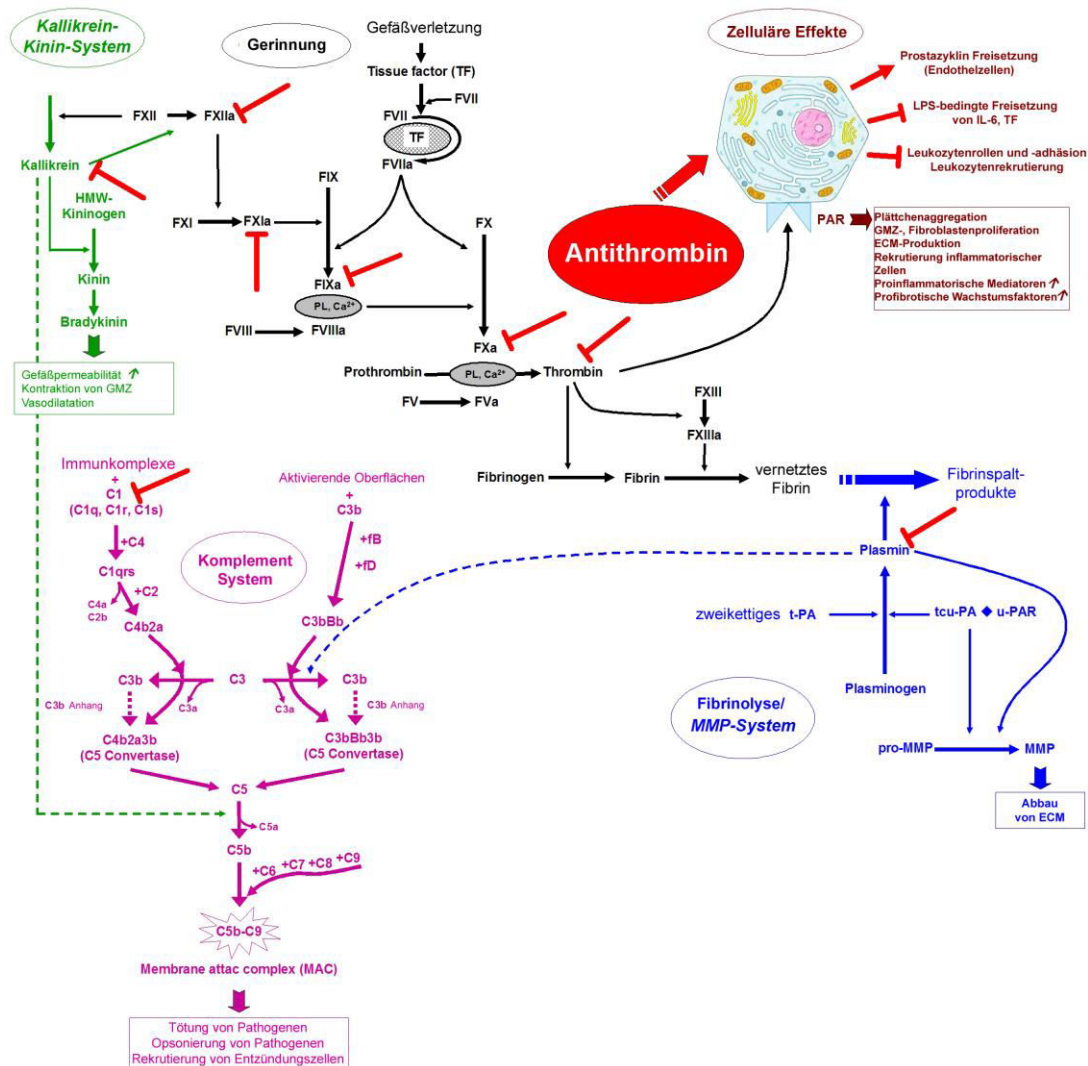 Kallikrein-
Kinin-System
Gerinnung
Gefäßverletzung
Tissue factor (TF)
FVII
FVII
TF
FVIIa
Zelluläre Effekte
Prostazyklin Freisetzung
(Endothelzellen)
LPS-bedingte Freisetzung
von IL-6, TF
Leukozytenrollen und -adhäsion
Leukozytenrekrutierung
PAR
Plättchenaggregation
GMZ-, Fibroblastenproliferation
ECM-Produktion
Rekrutierung inflammatorischer
Zellen
Proinflammatorische Mediatoren
Profibrotische Wachstumsfaktoren
Antithrombin
FXII
FXIIa
Kallikrein
HMW-
Kininogen
Kinin
Bradykinin
Gefäßpermeabilität
Kontraktion von GMZ
Vasodilatation
FXI
FXIa
FIX
FIXa
PL, Ca2+
FVIII
FVIIIa
FX
FXa
Prothrombin
PL, Ca2+
Thrombin
FV
FVa
FXIII
FXIIIa
Fibrinogen
Fibrin
vernetztes
Fibrin
Fibrinspalt-
produkte
Plasmin
zweikettiges t-PA
tcu-PA ◆ u-PAR
Plasminogen
Fibrinolyse/
MMP-System
pro-MMP
MMP
Abbau
von ECM
Immunkomplexe
+
C1
(C1q, C1r, C1s)
+C4
C1qrs
+C2
C4a
C2b
C4b2a
Komplement
System
Aktivierende Oberflächen
+
C3b
+fB
+fD
C3bBb
C3b
C3
C3b
C3a
C3a
C3b Anhang
C3b Anhang
C4b2a3b
(C5 Convertase)
C3bBb3b
(C5 Convertase)
C5
C5a
C5b
+C6 +C7 +C8 +C9
C5b-C9
Membrane attac complex (MAC)
Tötung von Pathogenen
Opsonierung von Pathogenen
Rekrutierung von Entzündungszellen